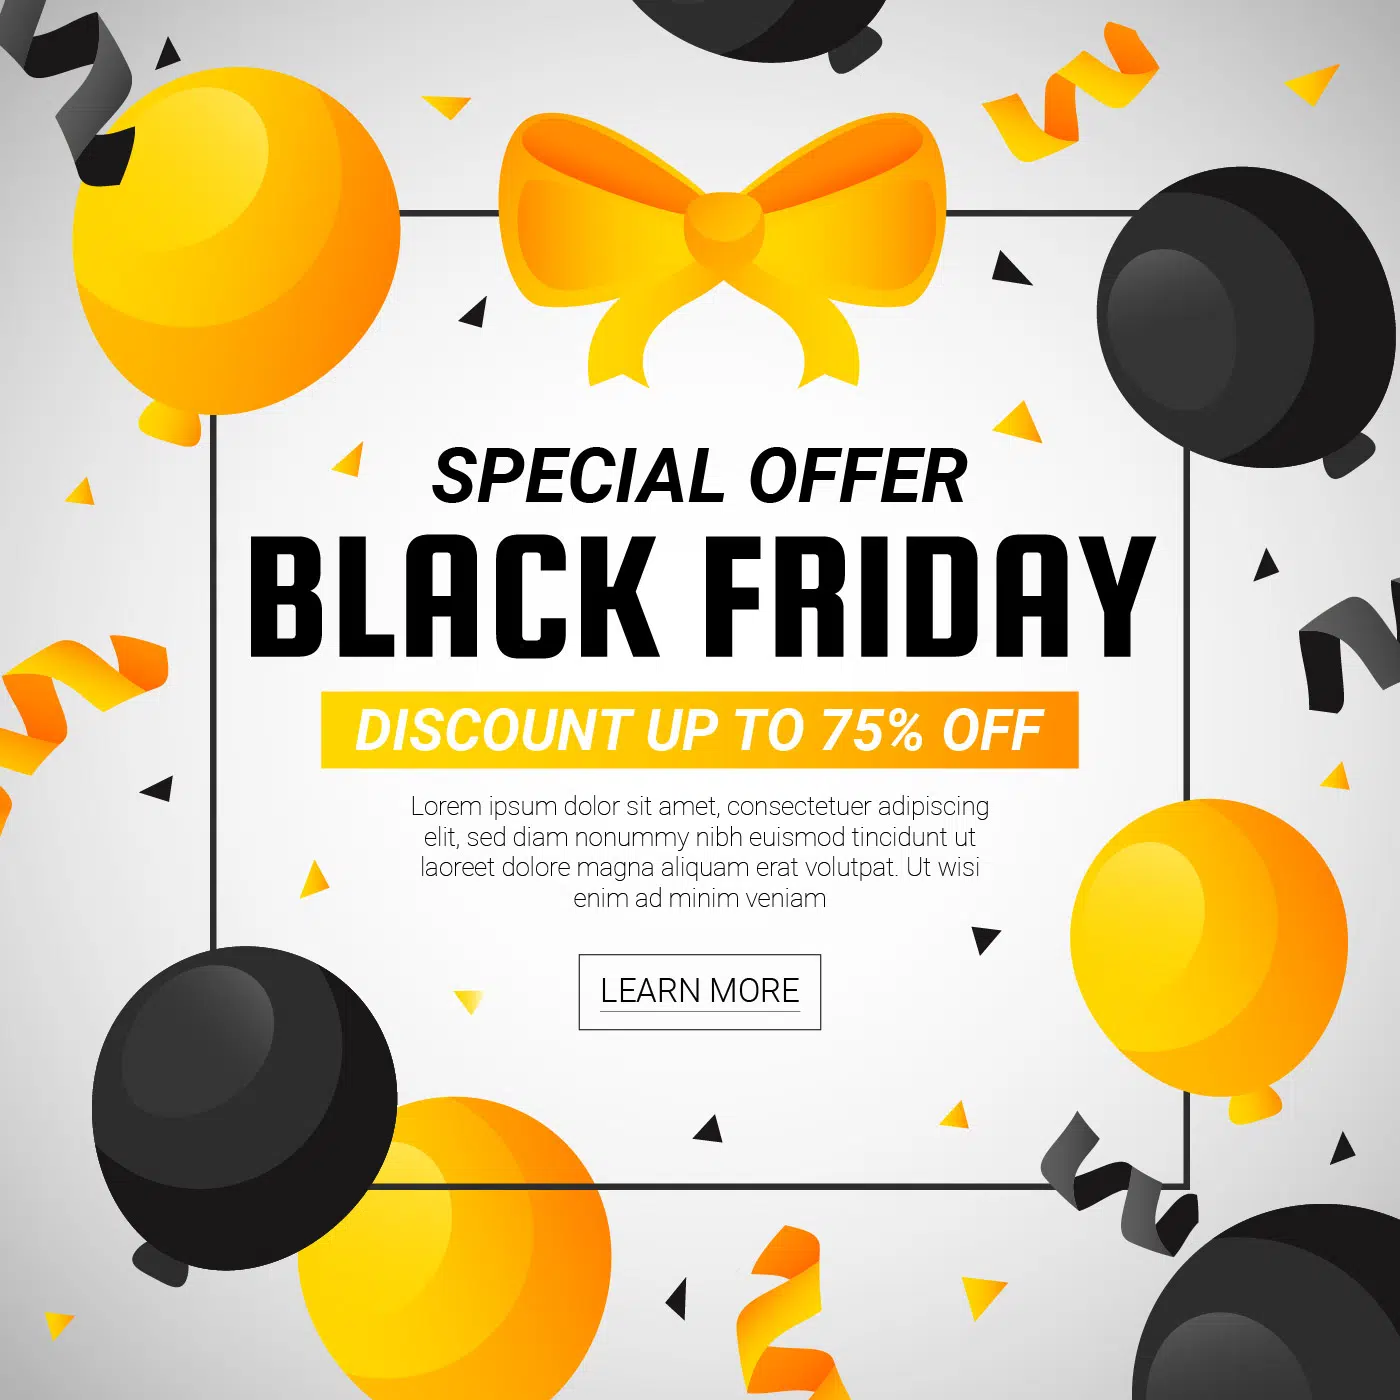 SPECIAL OFFER
BLACK FRIDAY
DISCOUNT UP TO 75% OFF
Lorem ipsum dolor sit amet, consectetuer adipiscing
elit, sed diam nonummy nibh euismod tincidunt ut
laoreet dolore magna aliquam erat volutpat. Ut wisi
enim ad minim veniam
LEARN MORE